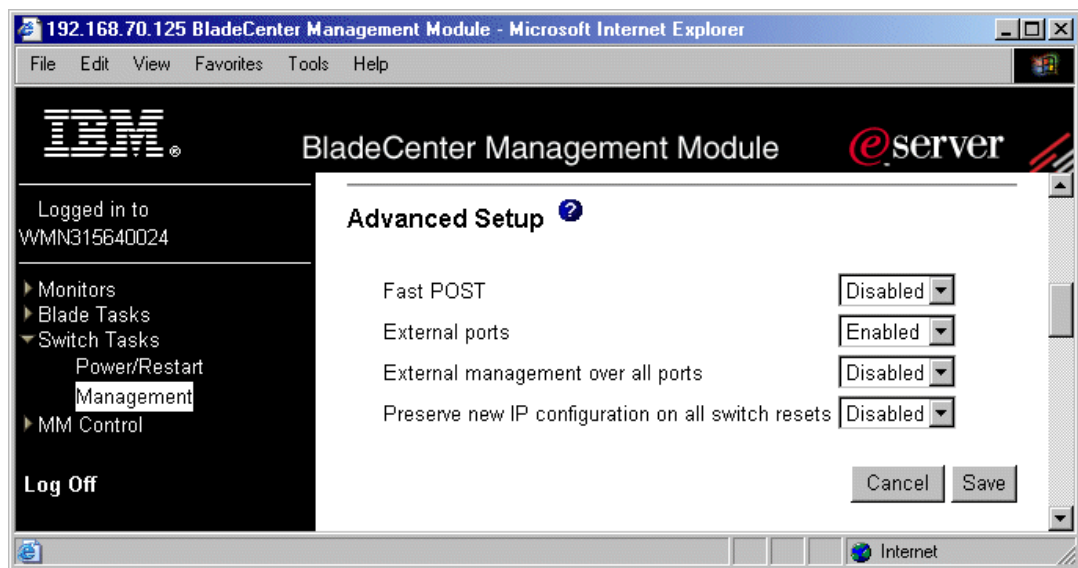 192.168.70.125 BladeCenter Management Module - Microsoft Internet Explorer
File Edit View Favorites Tools Help
IBM®
BladeCenter Management Module
eserver
Logged in to
WMN315640024
Monitors
Blade Tasks
Switch Tasks
Power/Restart
Management
MM Control
Log Off
Advanced Setup ?
Fast POST Disabled
External ports Enabled
External management over all ports Disabled
Preserve new IP configuration on all switch resets Disabled
Cancel Save
Internet